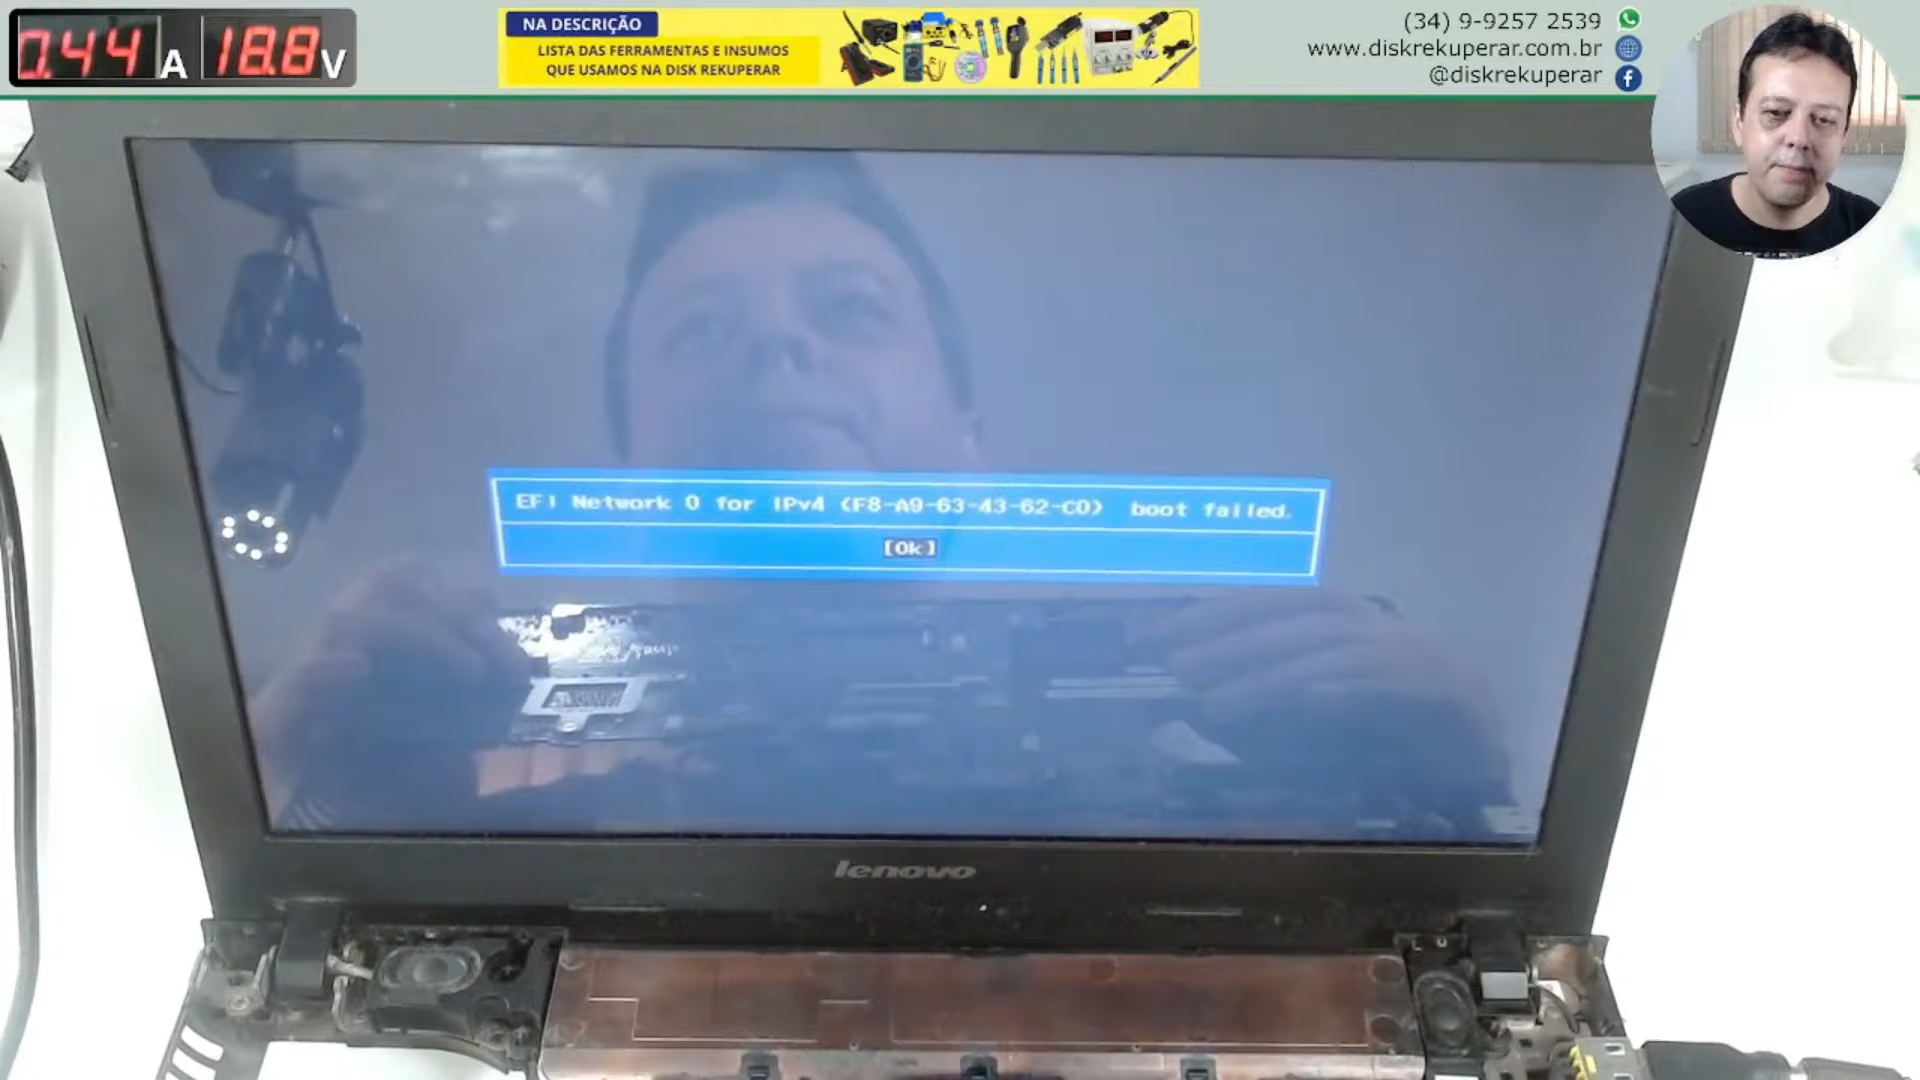 0.44 A 18.8 V
NA DESCRIÇÃO
LISTA DAS FERRAMENTAS E INSUMOS
QUE USAMOS NA DISK REKUPERAR
(34) 9-9257 2539
www.diskrekuperar.com.br
@diskrekuperar
EFI Network 0 for IPv4 (F8-A9-63-43-62-C0) boot failed.
[Ok]
lenovo